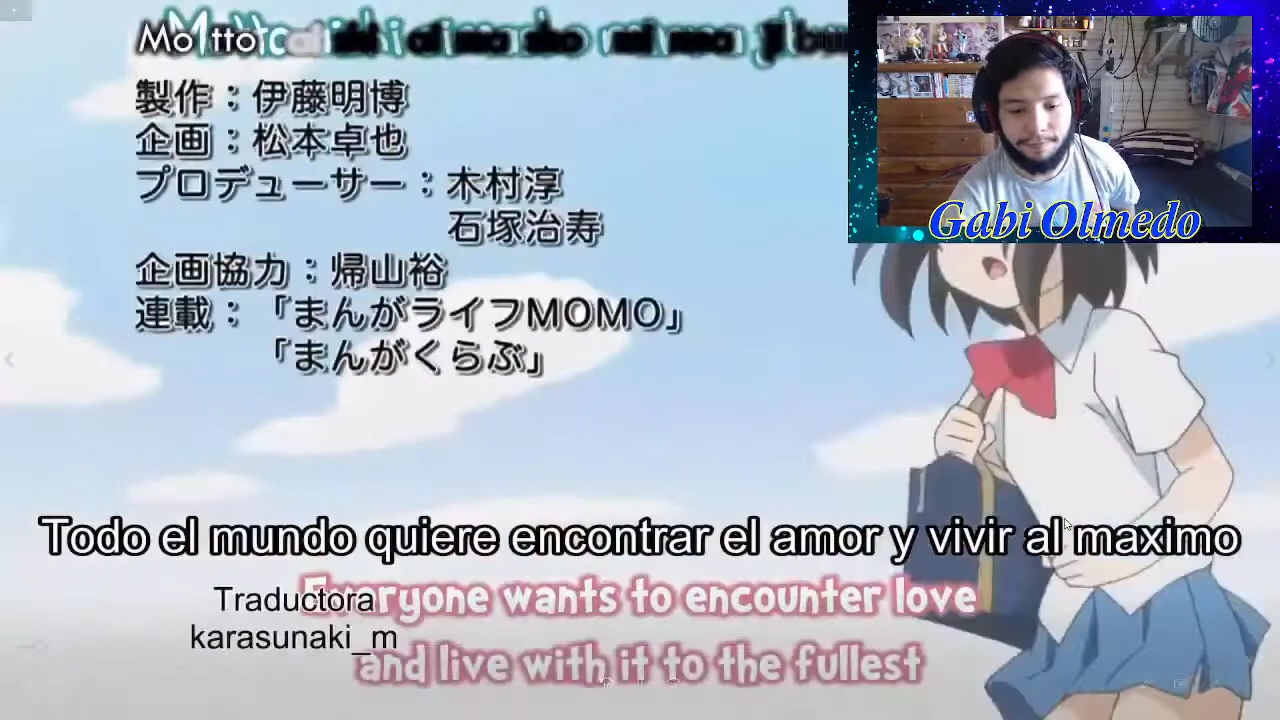 製作：伊藤明博
企画：松本卓也
プロデューサー：木村淳
石塚治寿
企画協力：帰山裕
連載：「まんがライフMOMO」
「まんがくらぶ」
Gabi Olmedo
Todo el mundo quiere encontrar el amor y vivir al maximo
Everyone wants to encounter love
Traductora
karasunaki_m
and live with it to the fullest